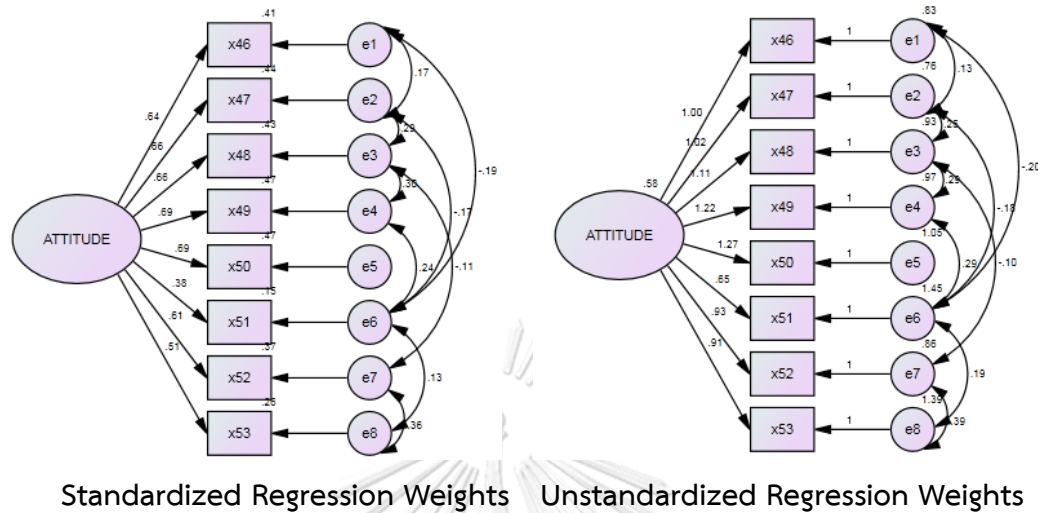 .41
x46
e1
.17
.44
x47
e2
.29
.43
x48
e3
.36
.47
x49
e4
.47
x50
e5
.24
.15
x51
e6
.13
.37
x52
e7
.36
.26
x53
e8
-.19
-.17
-.11
ATTITUDE
.64
.66
.66
.69
.69
.38
.61
.51
Standardized Regression Weights
.83
x46
1
e1
.13
.76
x47
1
e2
.25
.93
x48
1
e3
.29
.97
x49
1
e4
1.05
x50
1
e5
.29
1.45
x51
1
e6
.19
.86
x52
1
e7
.39
1.39
x53
1
e8
-.20
-.18
-.10
.58
ATTITUDE
1.00
1.02
1.11
1.22
1.27
.65
.93
.91
Unstandardized Regression Weights